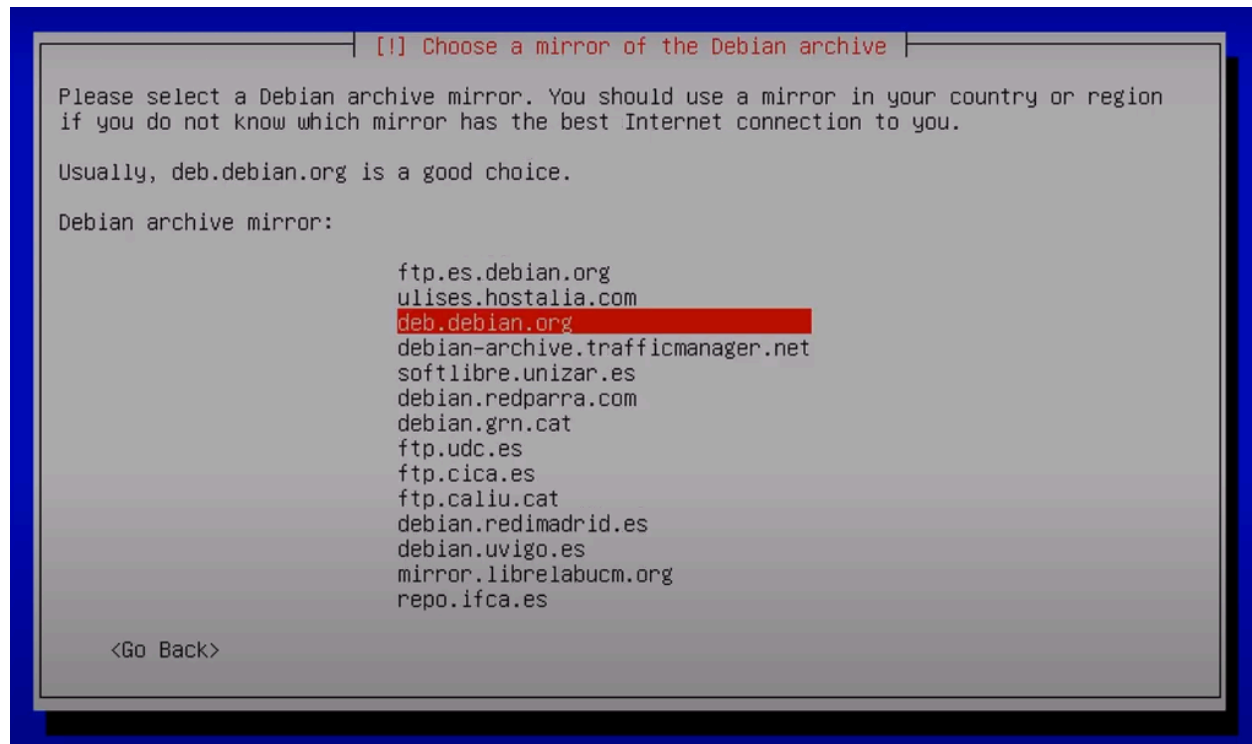 [!] Choose a mirror of the Debian archive
Please select a Debian archive mirror. You should use a mirror in your country or region
if you do not know which mirror has the best Internet connection to you.
Usually, deb.debian.org is a good choice.
Debian archive mirror:
ftp.es.debian.org
ulises.hostalia.com
deb.debian.org
debian-archive.trafficmanager.net
softlibre.unizar.es
debian.redparra.com
debian.grn.cat
ftp.udc.es
ftp.cica.es
ftp.caliu.cat
debian.redimadrid.es
debian.uvigo.es
mirror.librelabucm.org
repo.ifca.es
<Go Back>